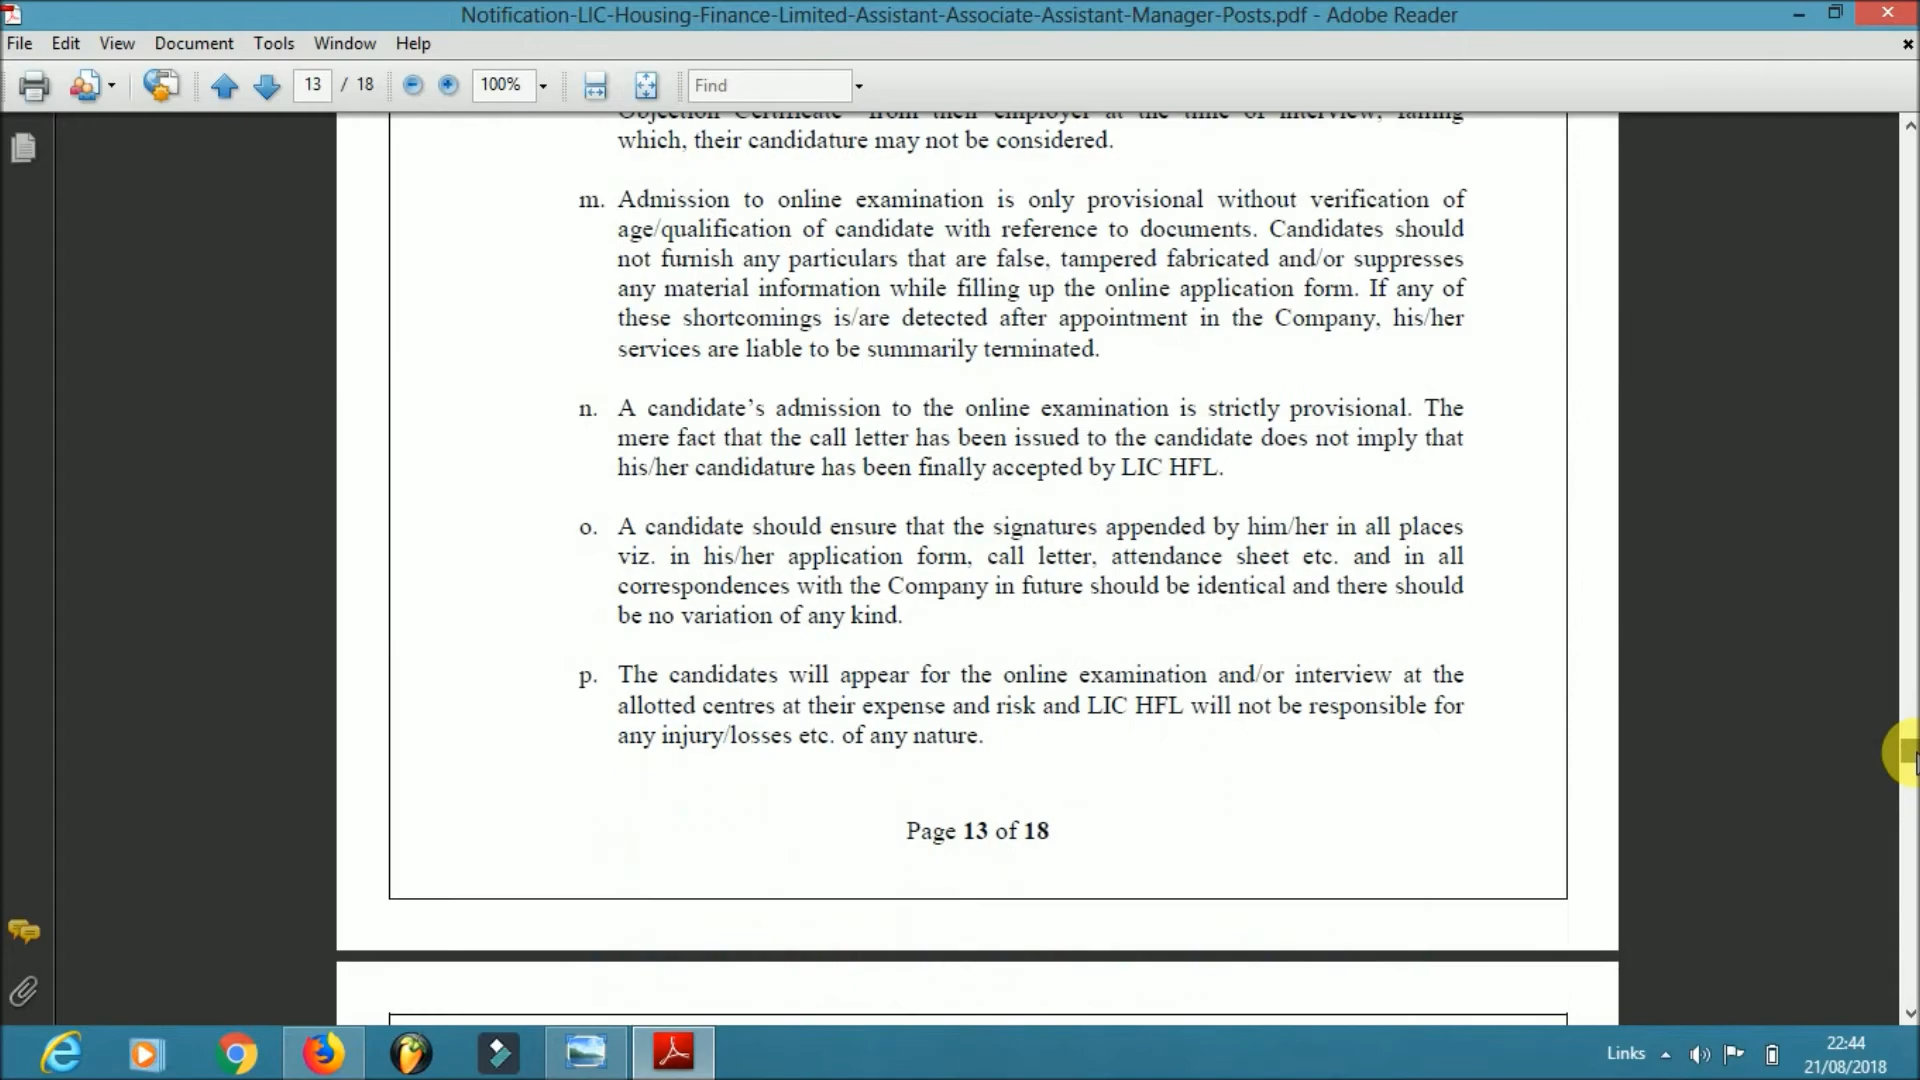 Notification-LIC-Housing-Finance-Limited-Assistant-Associate-Assistant-Manager-Posts.pdf - Adobe Reader
File Edit View Document Tools Window Help
13 / 18 100% Find
Objection Certificate from their employer at the time of interview, failing
which, their candidature may not be considered.
m. Admission to online examination is only provisional without verification of
age/qualification of candidate with reference to documents. Candidates should
not furnish any particulars that are false, tampered fabricated and/or suppresses
any material information while filling up the online application form. If any of
these shortcomings is/are detected after appointment in the Company, his/her
services are liable to be summarily terminated.
n. A candidate’s admission to the online examination is strictly provisional. The
mere fact that the call letter has been issued to the candidate does not imply that
his/her candidature has been finally accepted by LIC HFL.
o. A candidate should ensure that the signatures appended by him/her in all places
viz. in his/her application form, call letter, attendance sheet etc. and in all
correspondences with the Company in future should be identical and there should
be no variation of any kind.
p. The candidates will appear for the online examination and/or interview at the
allotted centres at their expense and risk and LIC HFL will not be responsible for
any injury/losses etc. of any nature.
Page 13 of 18
Links 22:44
21/08/2018